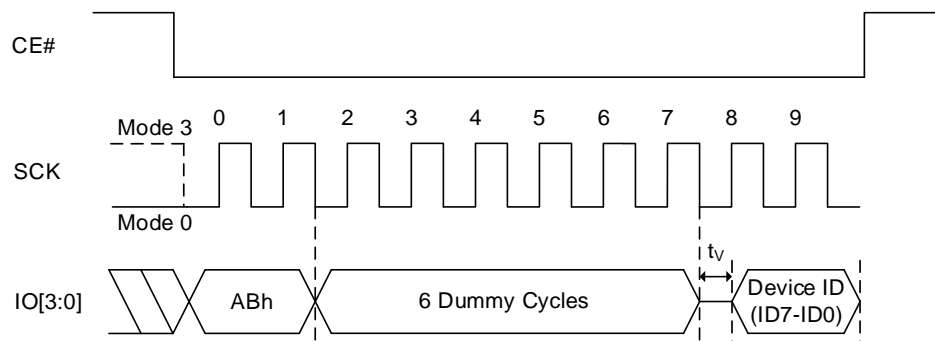 CE#
Mode 3
0 1 2 3 4 5 6 7 8 9
SCK
Mode 0
tV
IO[3:0]
ABh
6 Dummy Cycles
Device ID
(ID7-ID0)